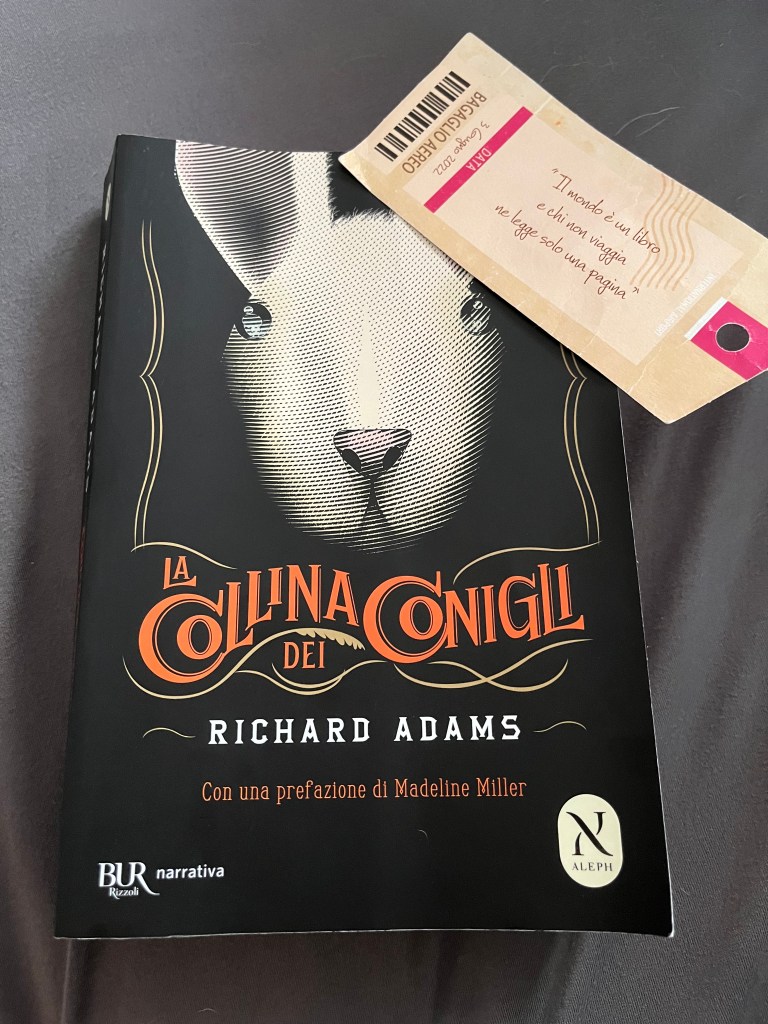 BAGAGLIO AEREO
3 Giugno 2022
DATA
"Il mondo è un libro
e chi non viaggia
ne legge solo una pagina"
LA
COLLINA
DEI
CONIGLI
RICHARD ADAMS
Con una prefazione di Madeline Miller
BUR
Rizzoli
narrativa
ALEPH